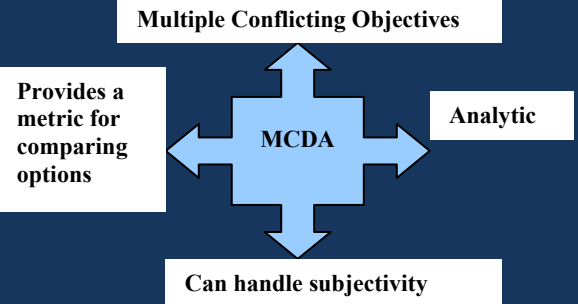 Multiple Conflicting Objectives
Provides a
metric for
comparing
options
MCDA
Analytic
Can handle subjectivity